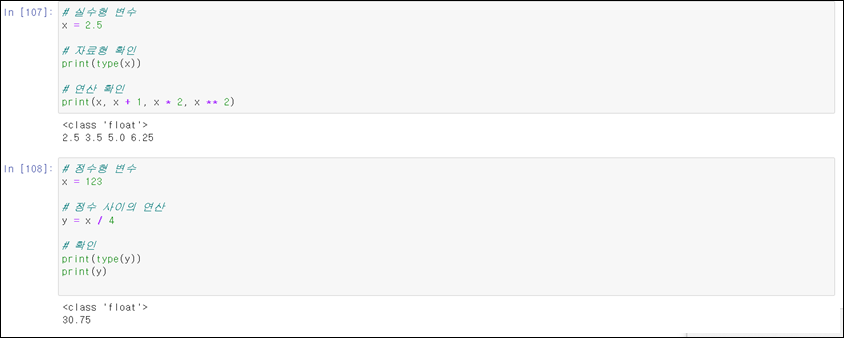 In [107]:
# 실수형 변수
x = 2.5
# 자료형 확인
print(type(x))
# 연산 확인
print(x, x + 1, x * 2, x ** 2)
<class 'float'>
2.5 3.5 5.0 6.25
In [108]:
# 정수형 변수
x = 123
# 정수 사이의 연산
y = x / 4
# 확인
print(type(y))
print(y)
<class 'float'>
30.75